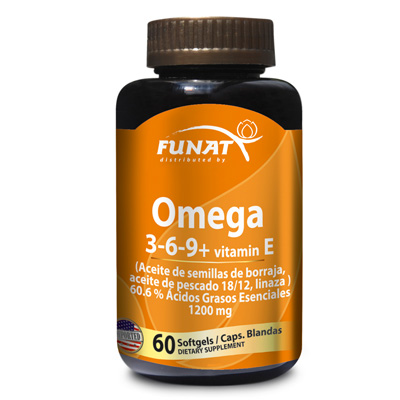 FUNAT
distributed by
Omega
3-6-9+ vitamin E
(Aceite de semillas de borraja,
aceite de pescado 18/12, linaza )
60.6 % Ácidos Grasos Esenciales
1200 mg
60 Softgels / Caps. Blandas
DIETARY SUPPLEMENT